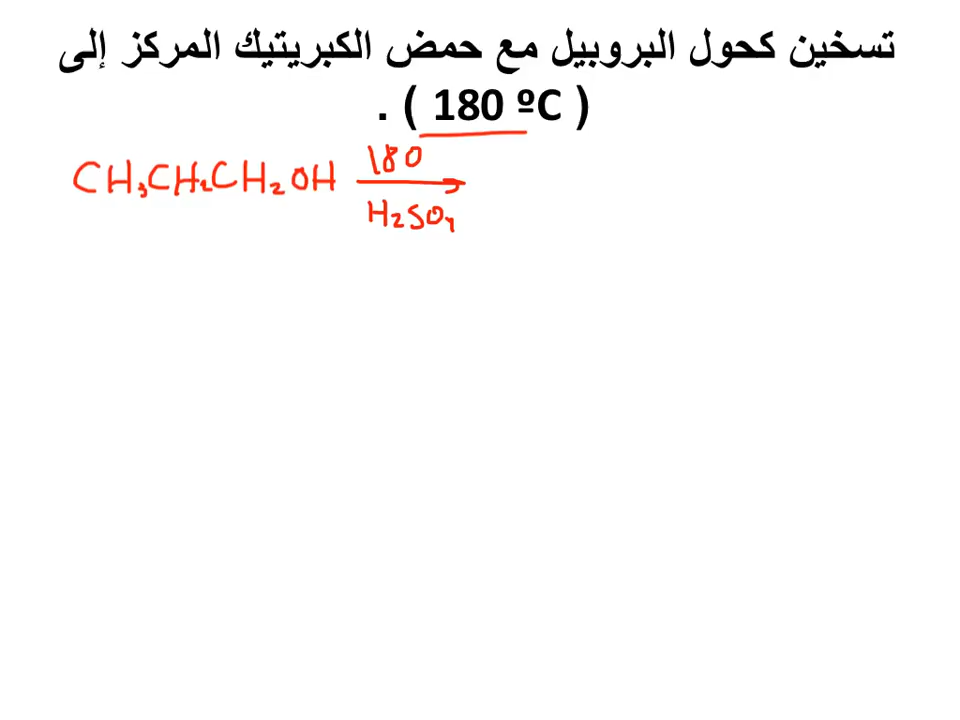 تسخين كحول البروبيل مع حمض الكبريتيك المركز إلى
( 180 ºC ) .
CH₃CH₂CH₂OH 180
H₂SO₄